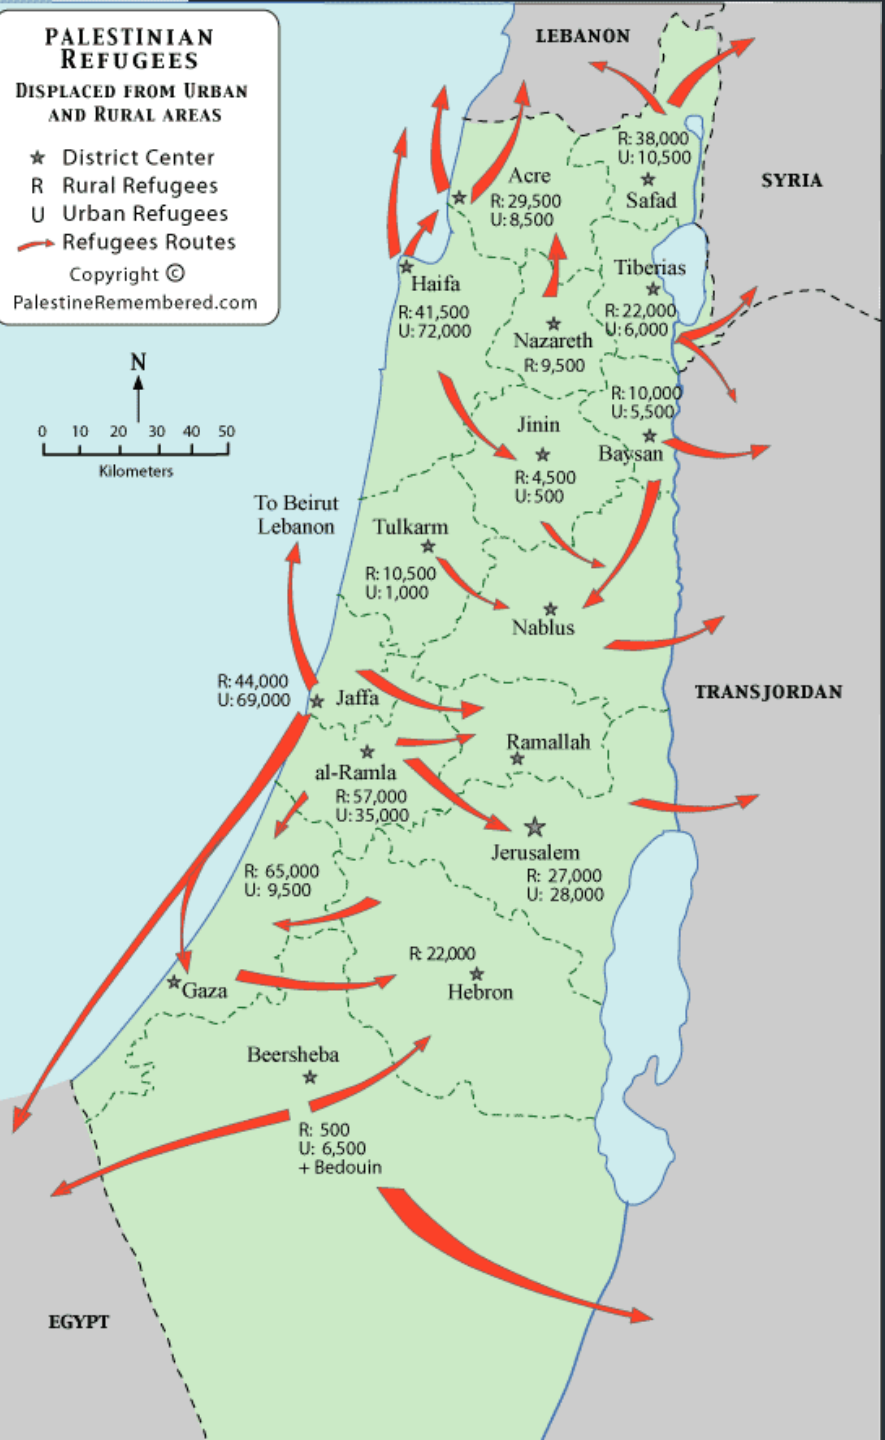 PALESTINIAN
REFUGEES
DISPLACED FROM URBAN
AND RURAL AREAS
District Center
R Rural Refugees
U Urban Refugees
Refugees Routes
Copyright ©
PalestineRemembered.com
LEBANON
R: 38,000
U: 10,500
Safad
SYRIA
Acre
R: 29,500
U: 8,500
Haifa
R: 41,500
U: 72,000
Tiberias
R: 22,000
U: 6,000
Nazareth
R: 9,500
N
0 10 20 30 40 50
Kilometers
R: 10,000
U: 5,500
Baysan
Jinin
R: 4,500
U: 500
To Beirut
Lebanon
Tulkarm
R: 10,500
U: 1,000
Nablus
R: 44,000
U: 69,000
Jaffa
TRANSJORDAN
Ramallah
al-Ramla
R: 57,000
U: 35,000
Jerusalem
R: 27,000
U: 28,000
R: 65,000
U: 9,500
R: 22,000
Hebron
Gaza
Beersheba
R: 500
U: 6,500
+ Bedouin
EGYPT